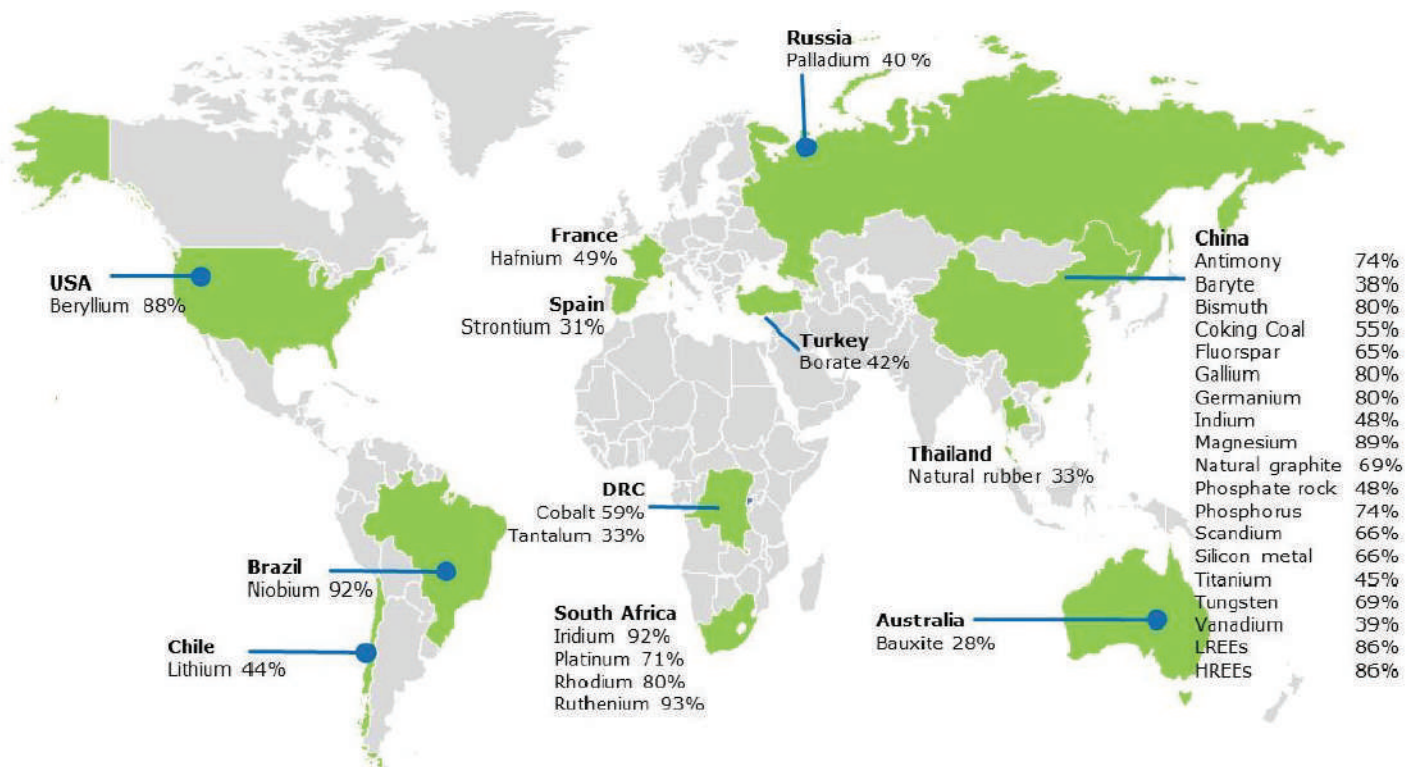 Russia
Palladium 40 %
France
Hafnium 49%
Spain
Strontium 31%
USA
Beryllium 88%
Turkey
Borate 42%
China
Antimony 74%
Baryte 38%
Bismuth 80%
Coking Coal 55%
Fluorspar 65%
Gallium 80%
Germanium 80%
Indium 48%
Magnesium 89%
Natural graphite 69%
Phosphate rock 48%
Phosphorus 74%
Scandium 66%
Silicon metal 66%
Titanium 45%
Tungsten 69%
Vanadium 39%
LREEs 86%
HREEs 86%
Thailand
Natural rubber 33%
DRC
Cobalt 59%
Tantalum 33%
Brazil
Niobium 92%
Chile
Lithium 44%
South Africa
Iridium 92%
Platinum 71%
Rhodium 80%
Ruthenium 93%
Australia
Bauxite 28%